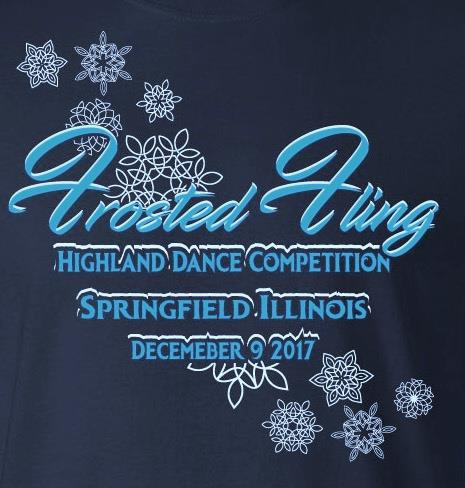 Frosted Fling
Highland Dance Competition
Springfield Illinois
Decemeber 9 2017